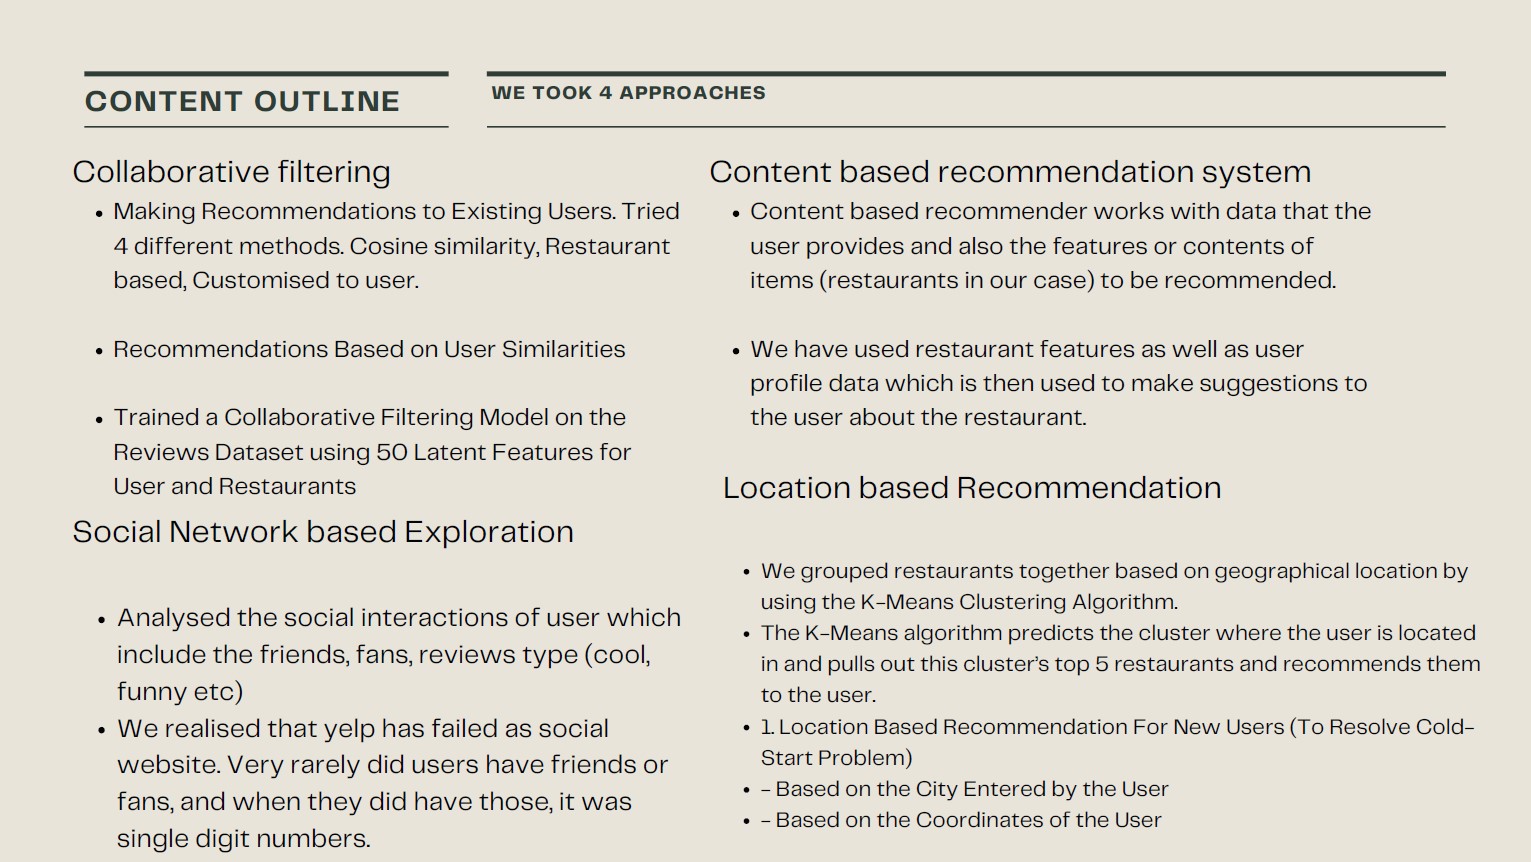 CONTENT OUTLINE
WE TOOK 4 APPROACHES
Collaborative filtering
• Making Recommendations to Existing Users. Tried
4 different methods. Cosine similarity, Restaurant
based, Customised to user.
• Recommendations Based on User Similarities
• Trained a Collaborative Filtering Model on the
Reviews Dataset using 50 Latent Features for
User and Restaurants
Social Network based Exploration
• Analysed the social interactions of user which
include the friends, fans, reviews type (cool,
funny etc)
• We realised that yelp has failed as social
website. Very rarely did users have friends or
fans, and when they did have those, it was
single digit numbers.
Content based recommendation system
• Content based recommender works with data that the
user provides and also the features or contents of
items (restaurants in our case) to be recommended.
• We have used restaurant features as well as user
profile data which is then used to make suggestions to
the user about the restaurant.
Location based Recommendation
• We grouped restaurants together based on geographical location by
using the K-Means Clustering Algorithm.
• The K-Means algorithm predicts the cluster where the user is located
in and pulls out this cluster’s top 5 restaurants and recommends them
to the user.
• 1. Location Based Recommendation For New Users (To Resolve Cold-
Start Problem)
• - Based on the City Entered by the User
• - Based on the Coordinates of the User